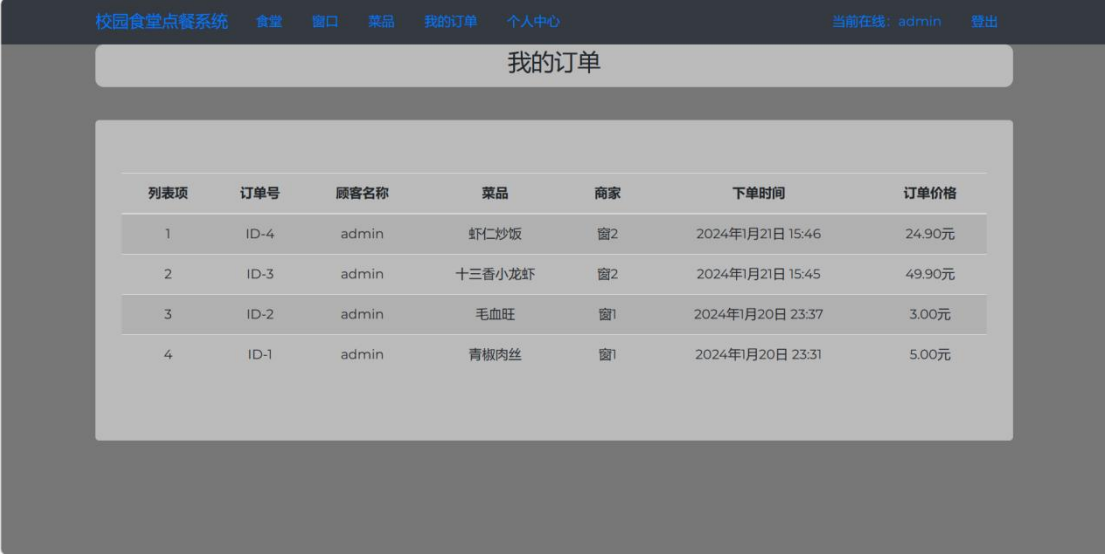 校园食堂点餐系统 食堂 窗口 菜品 我的订单 个人中心 当前在线：admin 登出
我的订单
列表项 订单号 顾客名称 菜品 商家 下单时间 订单价格
1 ID-4 admin 虾仁炒饭 窗2 2024年1月21日 15:46 24.90元
2 ID-3 admin 十三香小龙虾 窗2 2024年1月21日 15:45 49.90元
3 ID-2 admin 毛血旺 窗1 2024年1月20日 23:37 3.00元
4 ID-1 admin 青椒肉丝 窗1 2024年1月20日 23:31 5.00元